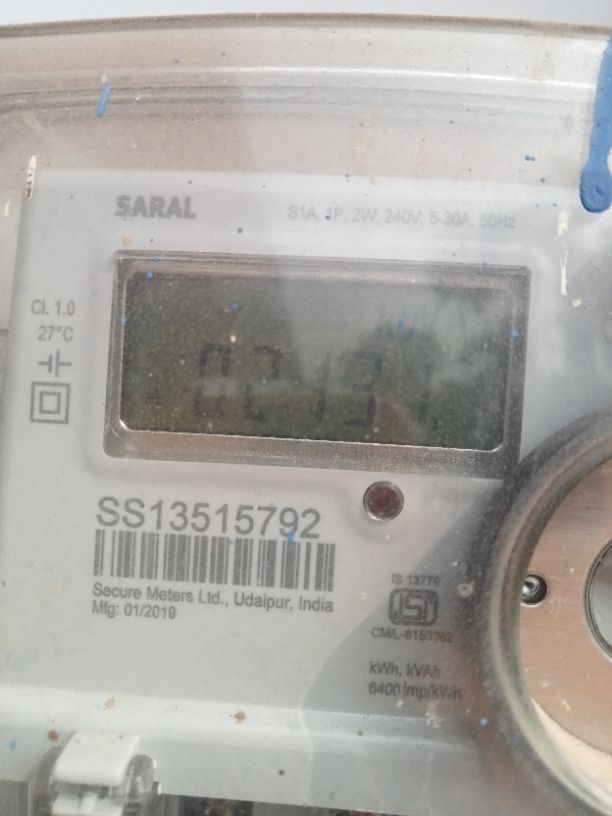 SARAL
S1A, 1P, 2W, 240V, 5-30A, 50Hz
Cl. 1.0
27°C
SS13515792
Secure Meters Ltd., Udaipur, India
Mfg: 01/2019
IS 13779
ISI
kWh, kVAh
6400 imp/kWh